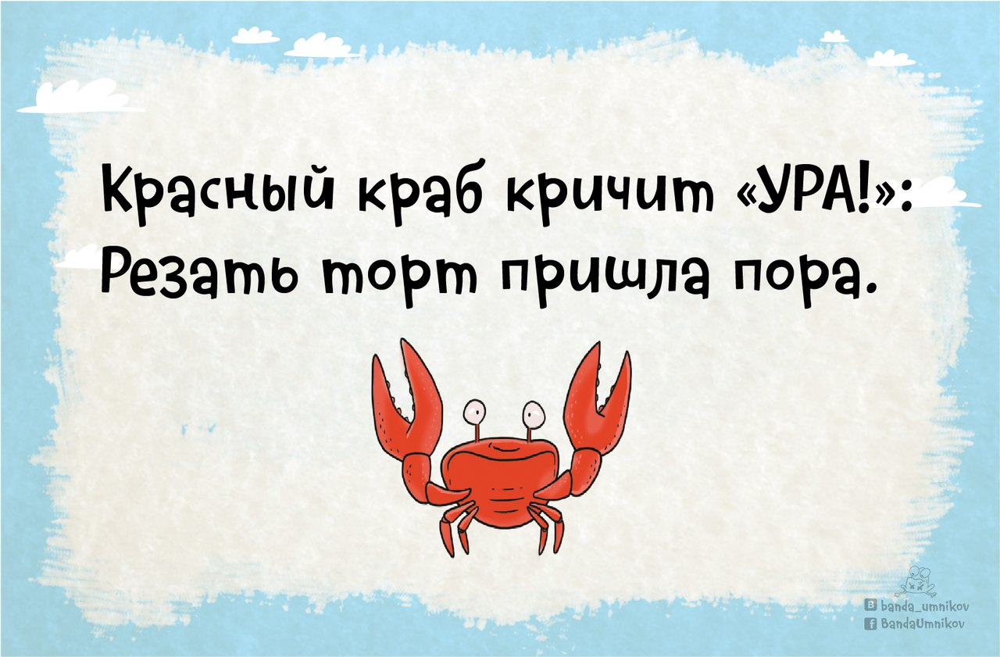 Красный краб кричит «УРА!»:
Резать торт пришла пора.
B banda_umnikov
f BandaUmnikov